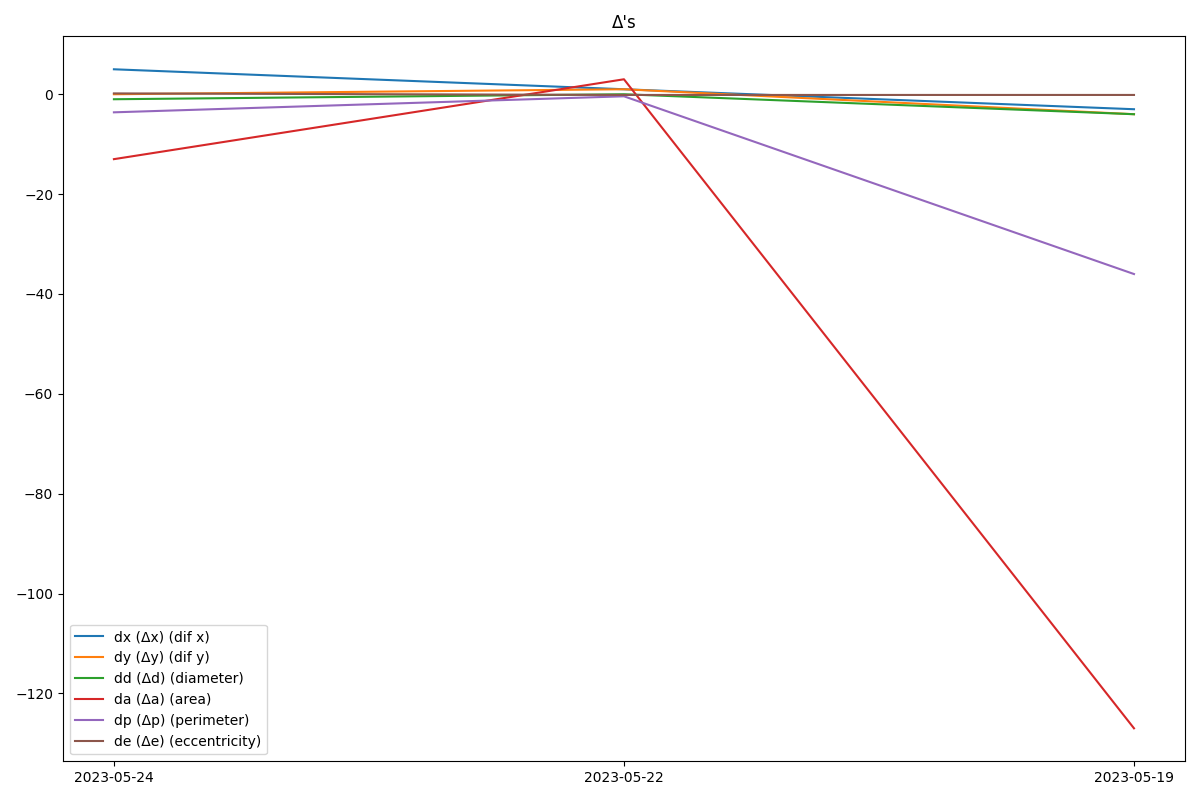 Δ's
0
−20
−40
−60
−80
−100
−120
dx (Δx) (dif x)
dy (Δy) (dif y)
dd (Δd) (diameter)
da (Δa) (area)
dp (Δp) (perimeter)
de (Δe) (eccentricity)
2023-05-24
2023-05-22
2023-05-19